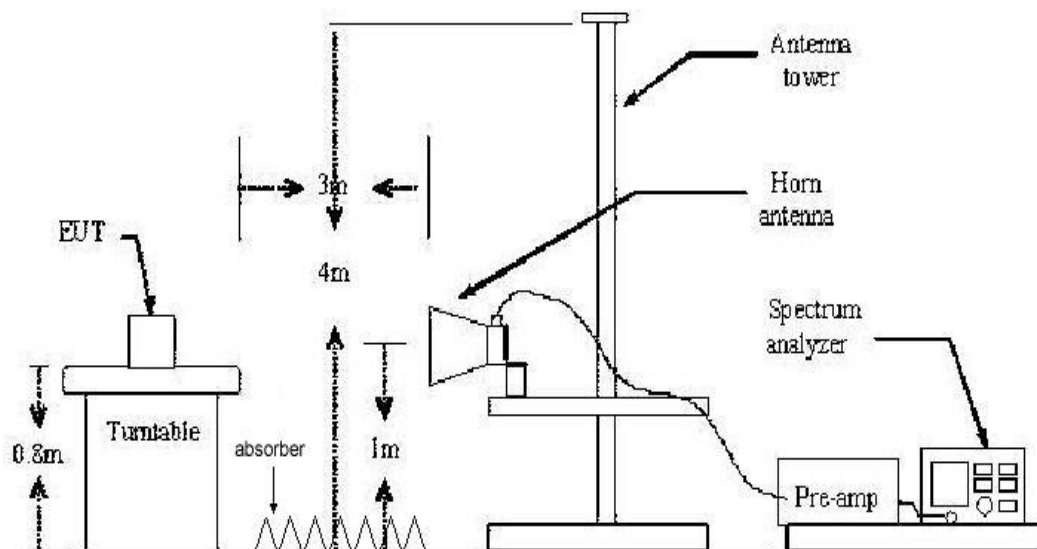 Antenna
tower
3m
Horn
antenna
EUT
4m
Spectrum
analyzer
Turntable
0.8m
absorber
1m
Pre-amp